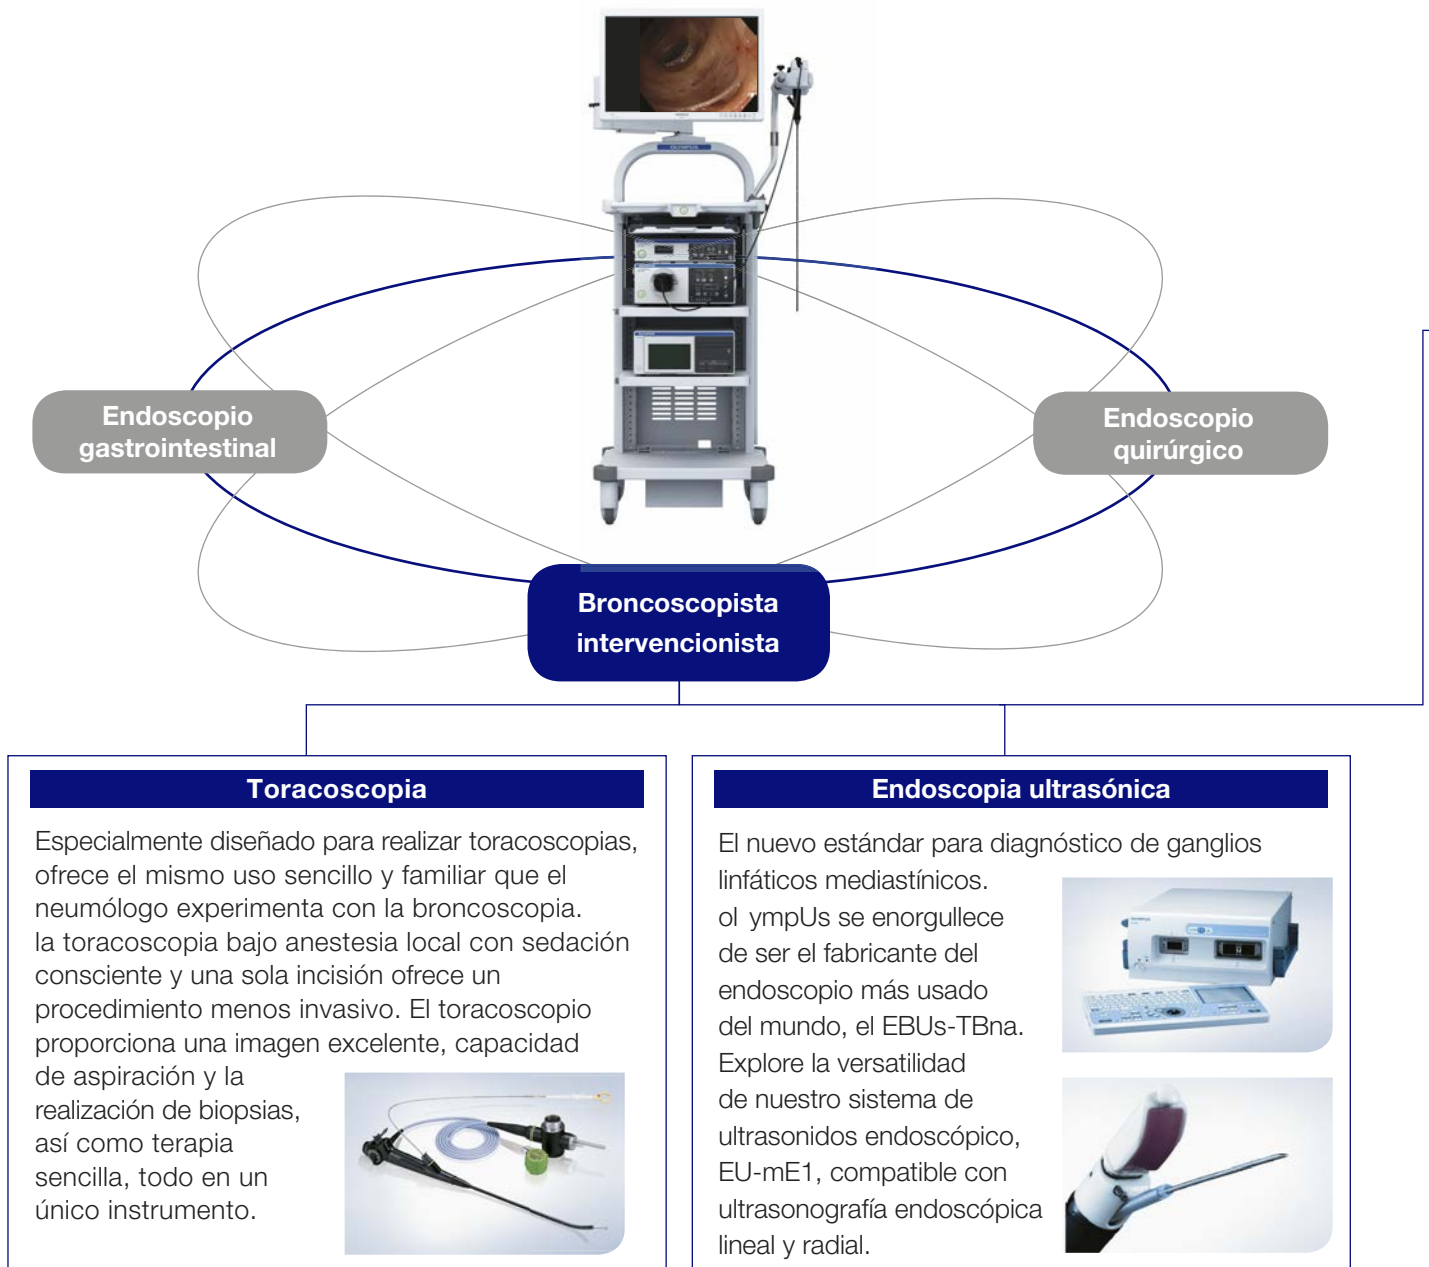 OLYMPUS
Endoscopio
gastrointestinal
Endoscopio
quirúrgico
Broncoscopista
intervencionista
Toracoscopia
Especialmente diseñado para realizar toracoscopias,
ofrece el mismo uso sencillo y familiar que el
neumólogo experimenta con la broncoscopia.
la toracoscopia bajo anestesia local con sedación
consciente y una sola incisión ofrece un
procedimiento menos invasivo. El toracoscopio
proporciona una imagen excelente, capacidad
de aspiración y la
realización de biopsias,
así como terapia
sencilla, todo en un
único instrumento.
Endoscopia ultrasónica
El nuevo estándar para diagnóstico de ganglios
linfáticos mediastínicos.
ol ympUs se enorgullece
de ser el fabricante del
endoscopio más usado
del mundo, el EBUs-TBna.
Explore la versatilidad
de nuestro sistema de
ultrasonidos endoscópico,
EU-mE1, compatible con
ultrasonografía endoscópica
lineal y radial.